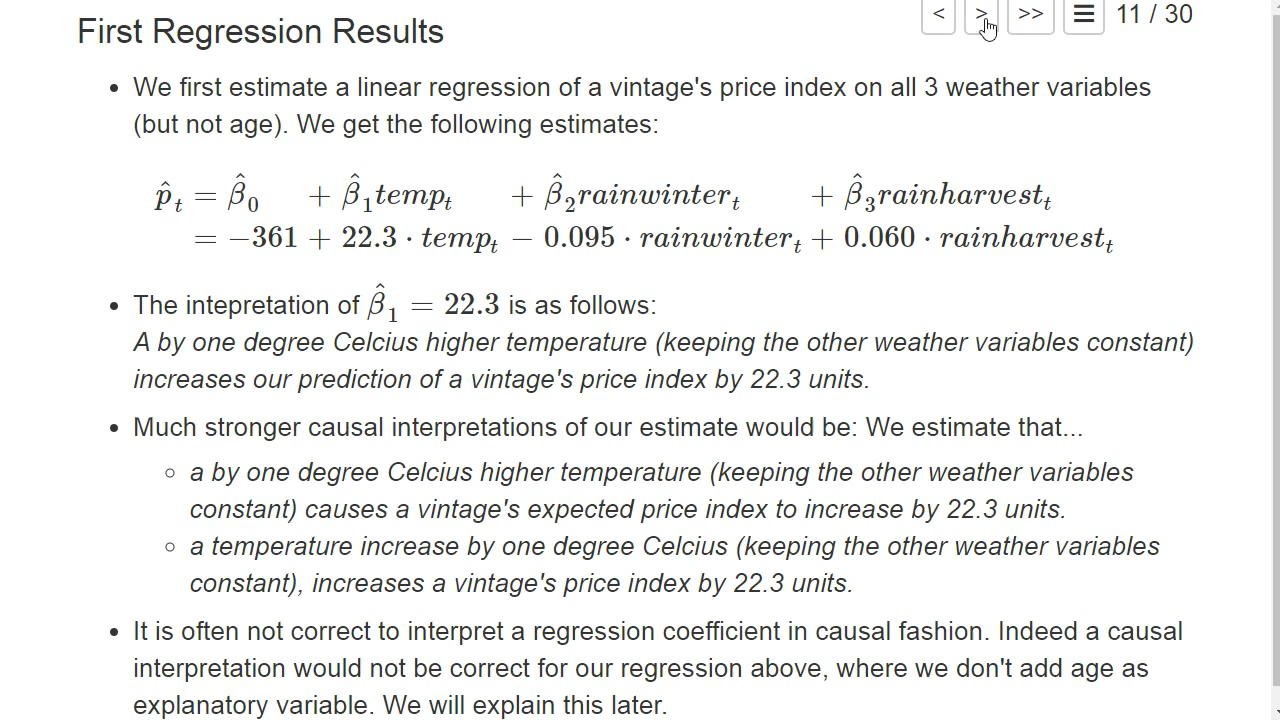 First Regression Results
< > >> ☰ 11 / 30
• We first estimate a linear regression of a vintage's price index on all 3 weather variables
(but not age). We get the following estimates:
p̂ₜ = β̂₀ + β̂₁tempₜ + β̂₂rainwinterₜ + β̂₃rainharvestₜ
= −361 + 22.3 · tempₜ − 0.095 · rainwinterₜ + 0.060 · rainharvestₜ
• The intepretation of β̂₁ = 22.3 is as follows:
A by one degree Celcius higher temperature (keeping the other weather variables constant)
increases our prediction of a vintage's price index by 22.3 units.
• Much stronger causal interpretations of our estimate would be: We estimate that...
○ a by one degree Celcius higher temperature (keeping the other weather variables
constant) causes a vintage's expected price index to increase by 22.3 units.
○ a temperature increase by one degree Celcius (keeping the other weather variables
constant), increases a vintage's price index by 22.3 units.
• It is often not correct to interpret a regression coefficient in causal fashion. Indeed a causal
interpretation would not be correct for our regression above, where we don't add age as
explanatory variable. We will explain this later.